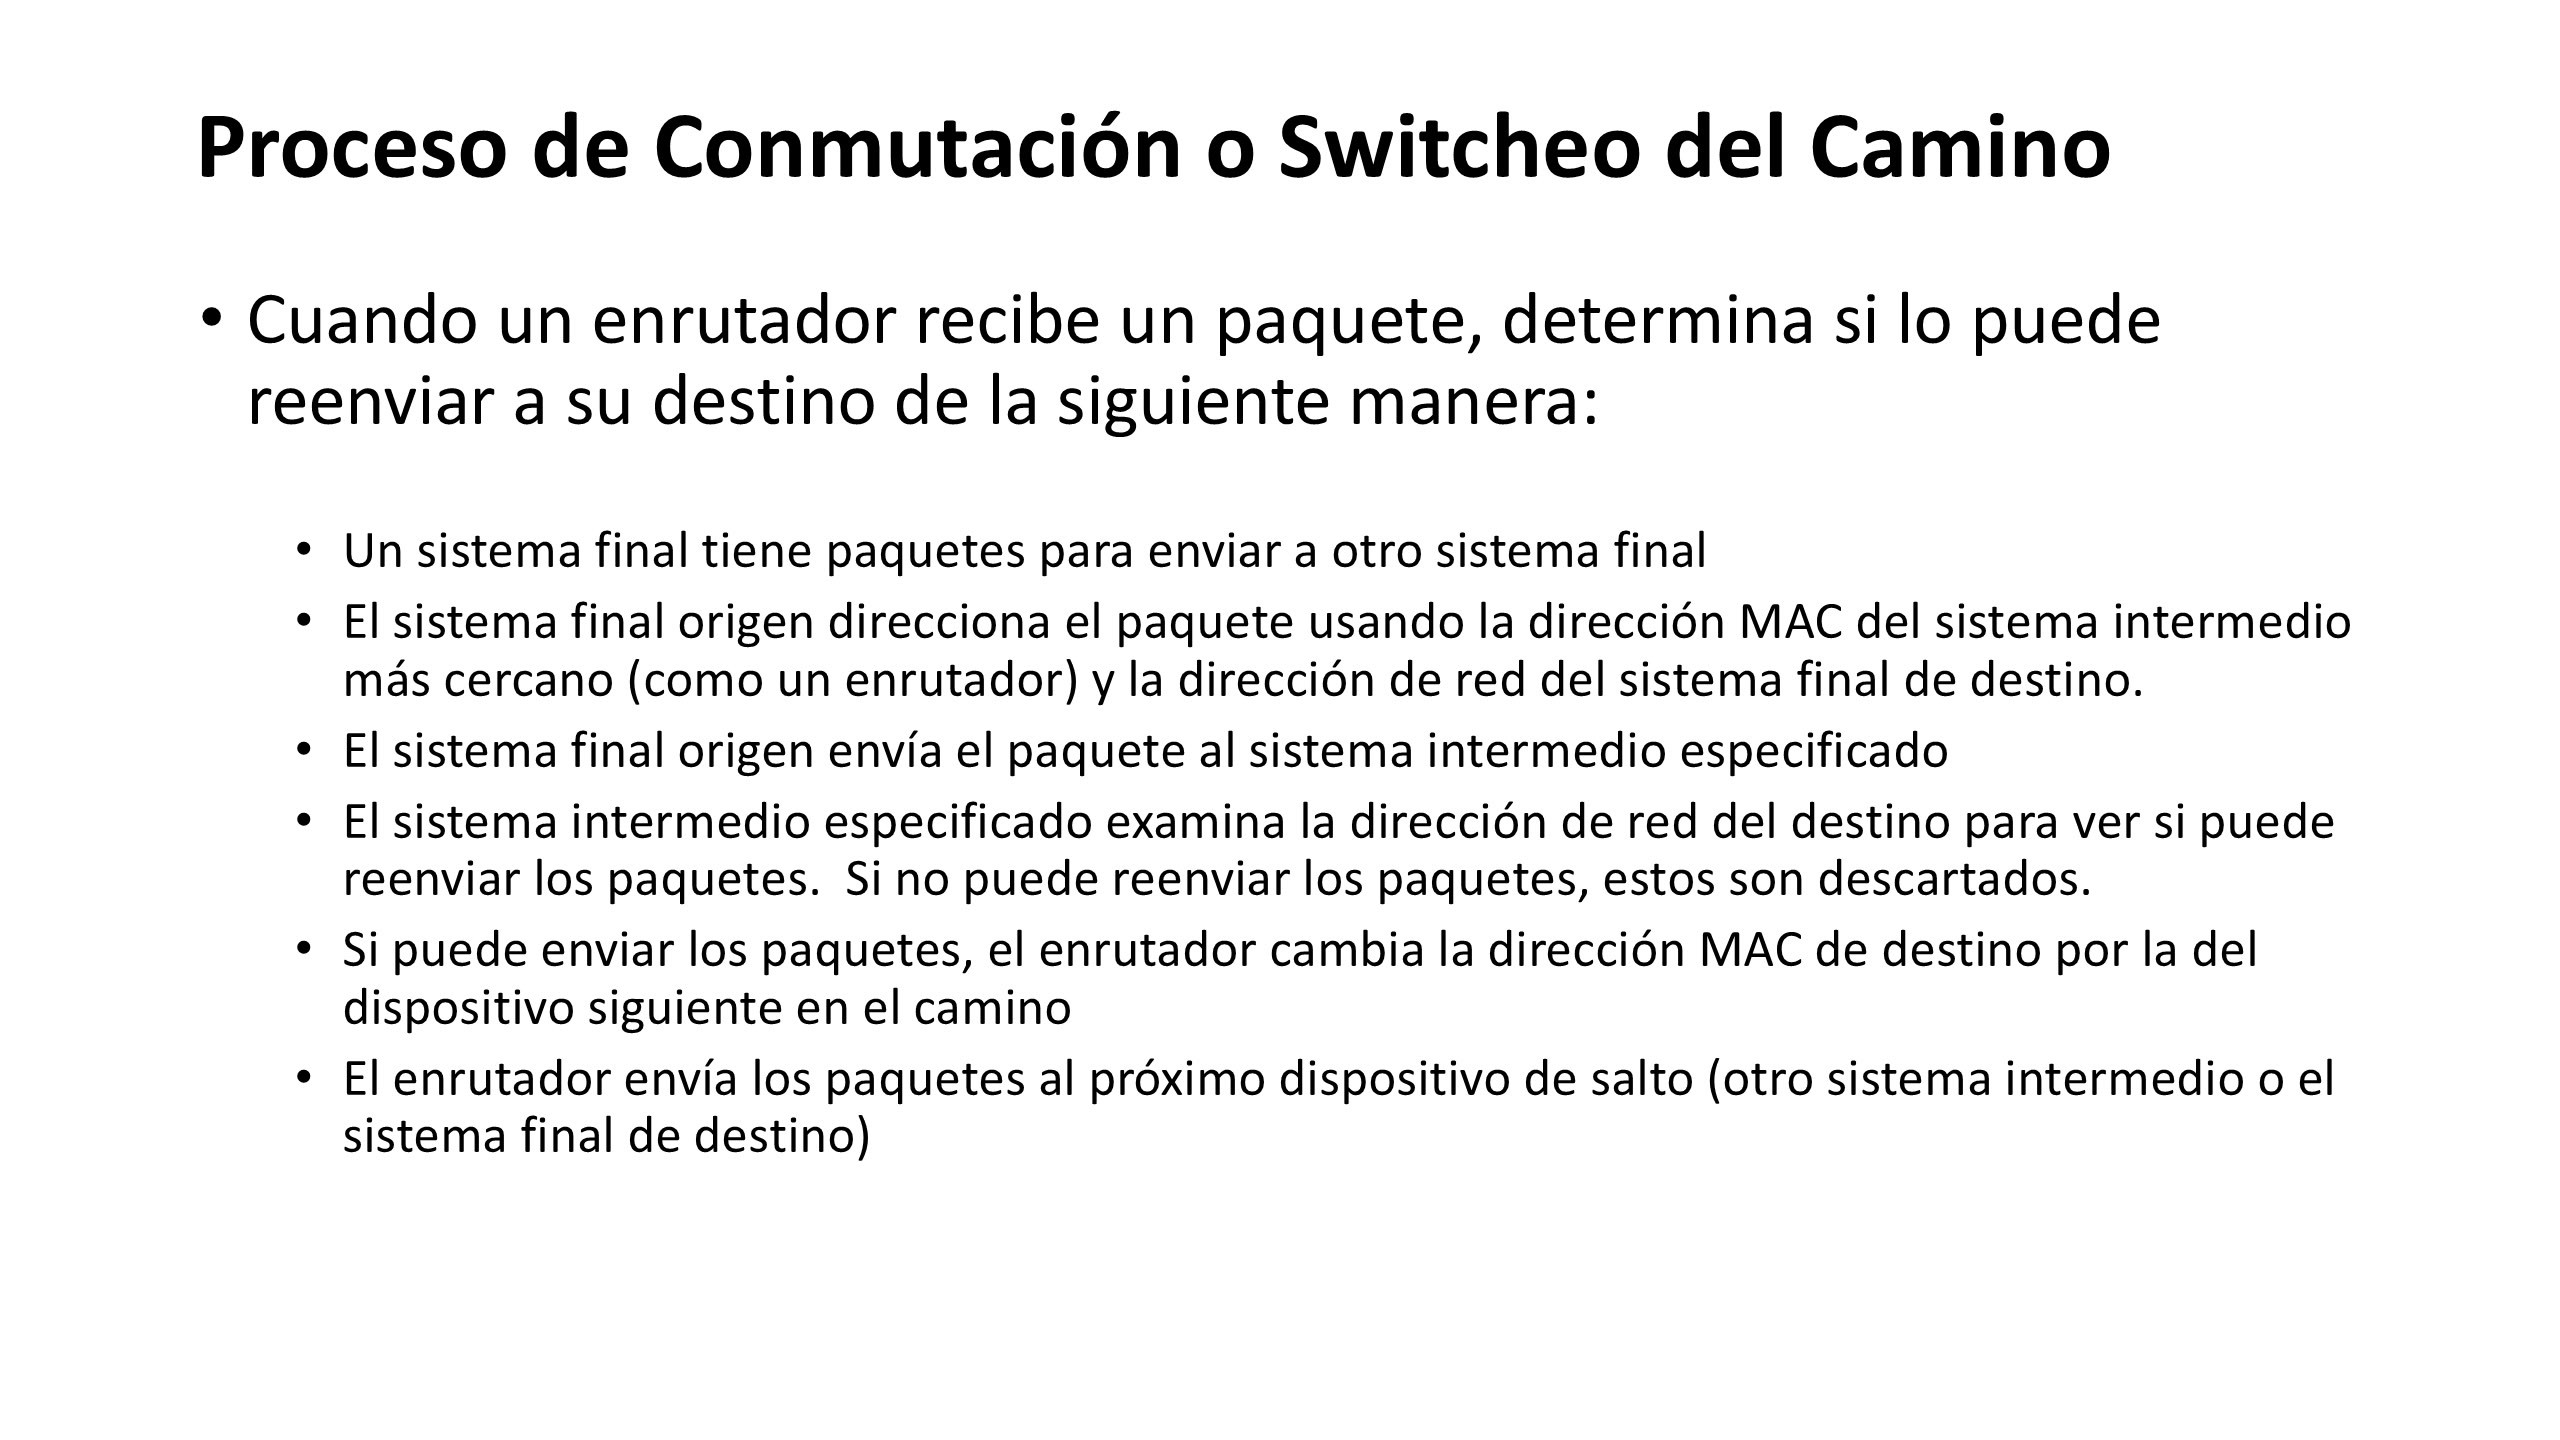 Proceso de Conmutación o Switcheo del Camino
• Cuando un enrutador recibe un paquete, determina si lo puede
reenviar a su destino de la siguiente manera:
• Un sistema final tiene paquetes para enviar a otro sistema final
• El sistema final origen direcciona el paquete usando la dirección MAC del sistema intermedio
más cercano (como un enrutador) y la dirección de red del sistema final de destino.
• El sistema final origen envía el paquete al sistema intermedio especificado
• El sistema intermedio especificado examina la dirección de red del destino para ver si puede
reenviar los paquetes.  Si no puede reenviar los paquetes, estos son descartados.
• Si puede enviar los paquetes, el enrutador cambia la dirección MAC de destino por la del
dispositivo siguiente en el camino
• El enrutador envía los paquetes al próximo dispositivo de salto (otro sistema intermedio o el
sistema final de destino)